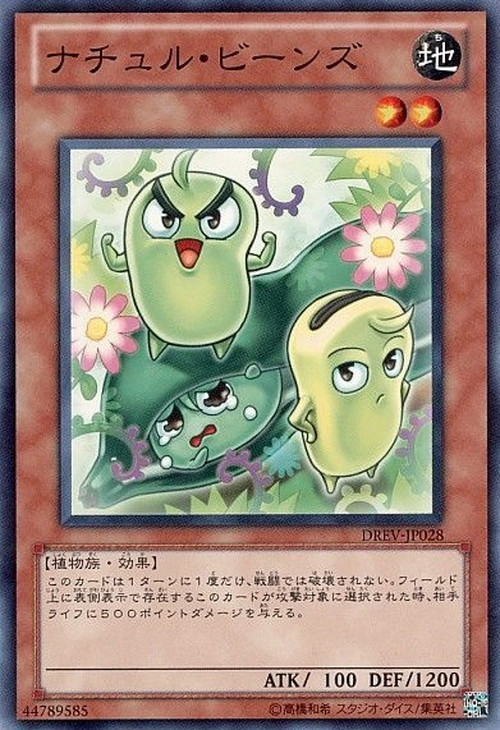 ナチュル・ビーンズ
地
DREV-JP028
【植物族・効果】
このカードは１ターンに１度だけ、戦闘では破壊されない。フィールド
上に表側表示で存在するこのカードが攻撃対象に選択された時、相手
ライフに５００ポイントダメージを与える。
ATK/ 100 DEF/1200
44789585
©高橋和希 スタジオ・ダイス/集英社